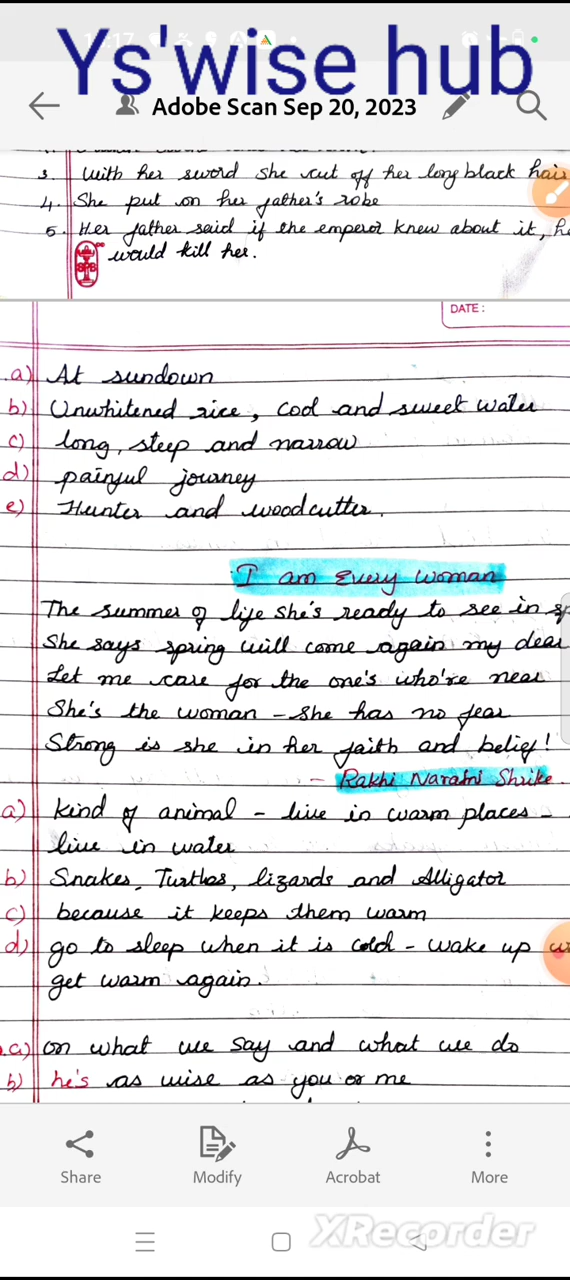 Ys'wise hub
Adobe Scan Sep 20, 2023
3. With her sword she cut off her long black hair
4. She put on her father's robe
5. Her father said if the emperor knew about it, he
would kill her.
SPB
DATE:
a) At sundown
b) Unwhitened rice, cool and sweet water
c) long, steep and narrow
d) painful journey
e) Hunter and woodcutter.
I am Every woman
The summer of life she's ready to see in sp
She says spring will come again my dear
Let me care for the one's who're near
She's the woman - she has no fear
Strong is she in her faith and belief!
- Rakhi Narahi Shrike.
a) kind of animal - live in warm places -
live in water
b) Snakes, Turtles, lizards and Alligator
c) because it keeps them warm
d) go to sleep when it is cold - wake up
get warm again.
a) on what we say and what we do
b) he's as wise as you or me
Share
Modify
Acrobat
More
XRecorder